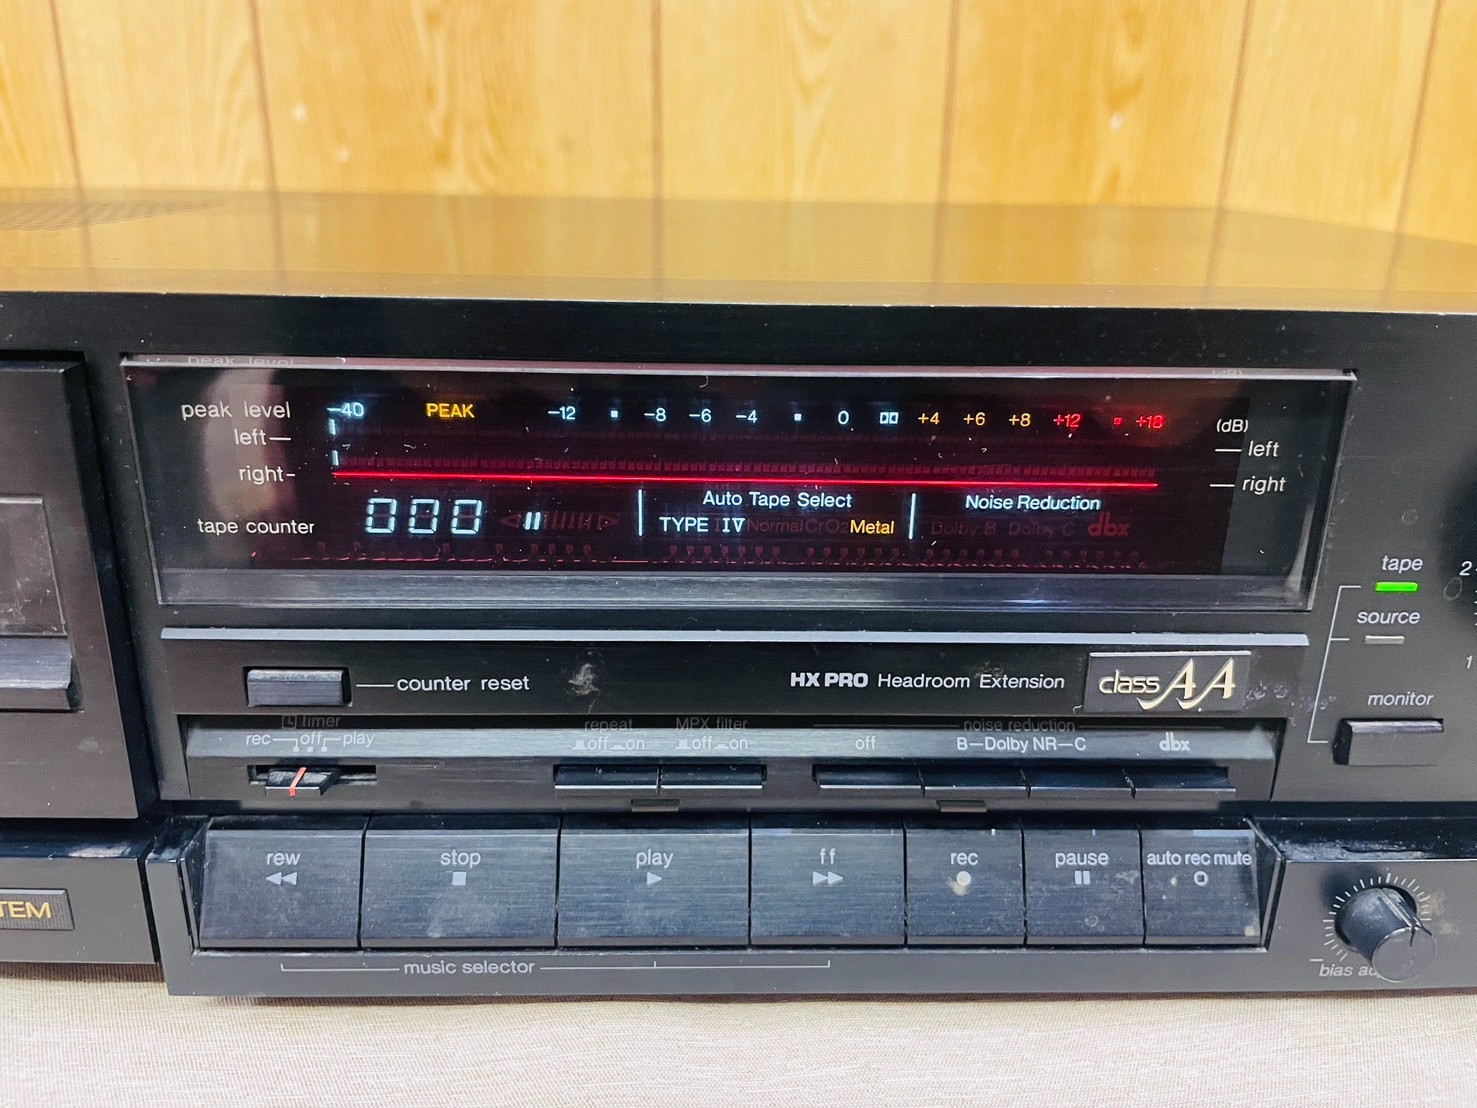 peak level
-40 PEAK -12 -8 -6 -4 0 +4 +6 +8 +12 +18 (dB)
left left
right right
Auto Tape Select Noise Reduction
tape counter 000 TYPE IV Normal CrO2 Metal Dolby B Dolby C dbx
tape
source
monitor
2
1
counter reset
HX PRO Headroom Extension
class AA
timer
rec off play
repeat
off on
MPX filter
off on
noise reduction
off B-Dolby NR-C dbx
rew stop play ff rec pause auto rec mute
music selector
bias